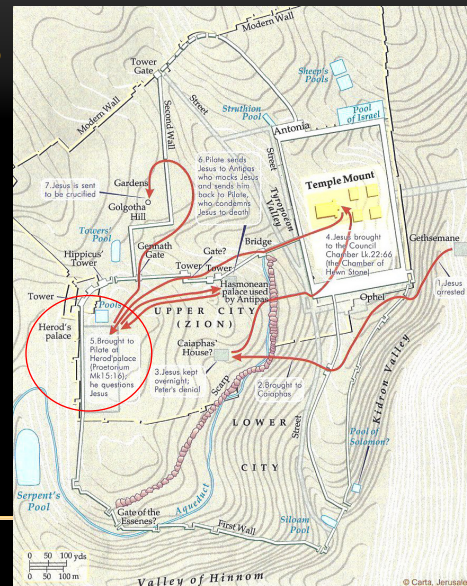 Modern Wall
Tower
Gate
Sheep's
Pools
Modern Wall
Street
Struthion
Pool
Pool
of Israel
Second Wall
Antonia
Street
6.Pilate sends
Jesus to Antipas
who mocks Jesus
and sends him
back to Pilate,
who condemns
Jesus to death
Tyropoeon
Valley
Temple Mount
7.Jesus is sent
to be crucified
Gardens
Golgotha
Hill
4.Jesus brought
to the Council
Chamber Lk.22:66
(the Chamber of
Hewn Stone)
Gethsemane
Towers'
Pool
Gennath
Gate
Gate?
Bridge
Hippicus'
Tower
Tower
Tower
1.Jesus
arrested
Hasmonean
palace used
by Antipas
Ophel
Tower
Pools
UPPER CITY
(ZION)
Herod's
palace
5.Brought to
Pilate at
Herod'palace
(Praetorium
Mk15:16);
he questions
Jesus
Caiaphas'
House?
3.Jesus kept
overnight;
Peter's denial
2.Brought to
Caiaphas
Scarp
Kidron Valley
LOWER
CITY
Street
Pool of
Solomon?
Serpent's
Pool
Aqueduct
Gate of the
Essenes?
First Wall
Siloam
Pool
0 50 100 yds
0 50 100 m
Valley of Hinnom
© Carta, Jerusale